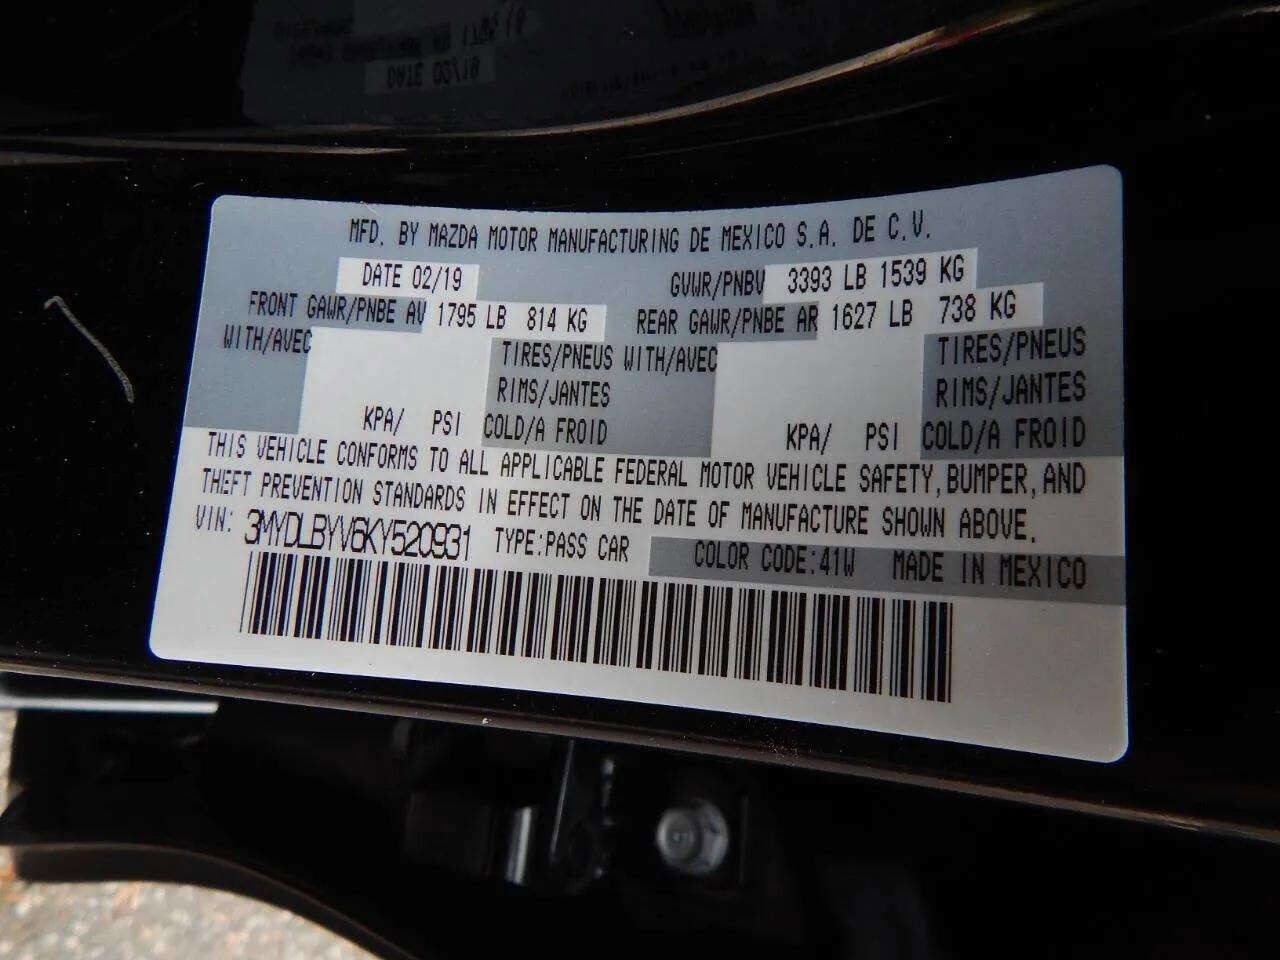 MFD. BY MAZDA MOTOR MANUFACTURING DE MEXICO S.A. DE C.V.
DATE 02/19 GVWR/PNBV 3393 LB 1539 KG
FRONT GAWR/PNBE AV 1795 LB 814 KG REAR GAWR/PNBE AR 1627 LB 738 KG
WITH/AVEC TIRES/PNEUS WITH/AVEC TIRES/PNEUS
RIMS/JANTES RIMS/JANTES
KPA/ PSI COLD/A FROID KPA/ PSI COLD/A FROID
THIS VEHICLE CONFORMS TO ALL APPLICABLE FEDERAL MOTOR VEHICLE SAFETY, BUMPER, AND
THEFT PREVENTION STANDARDS IN EFFECT ON THE DATE OF MANUFACTURE SHOWN ABOVE.
VIN: 3MYDLBYV6KY520931 TYPE:PASS CAR COLOR CODE:41W MADE IN MEXICO